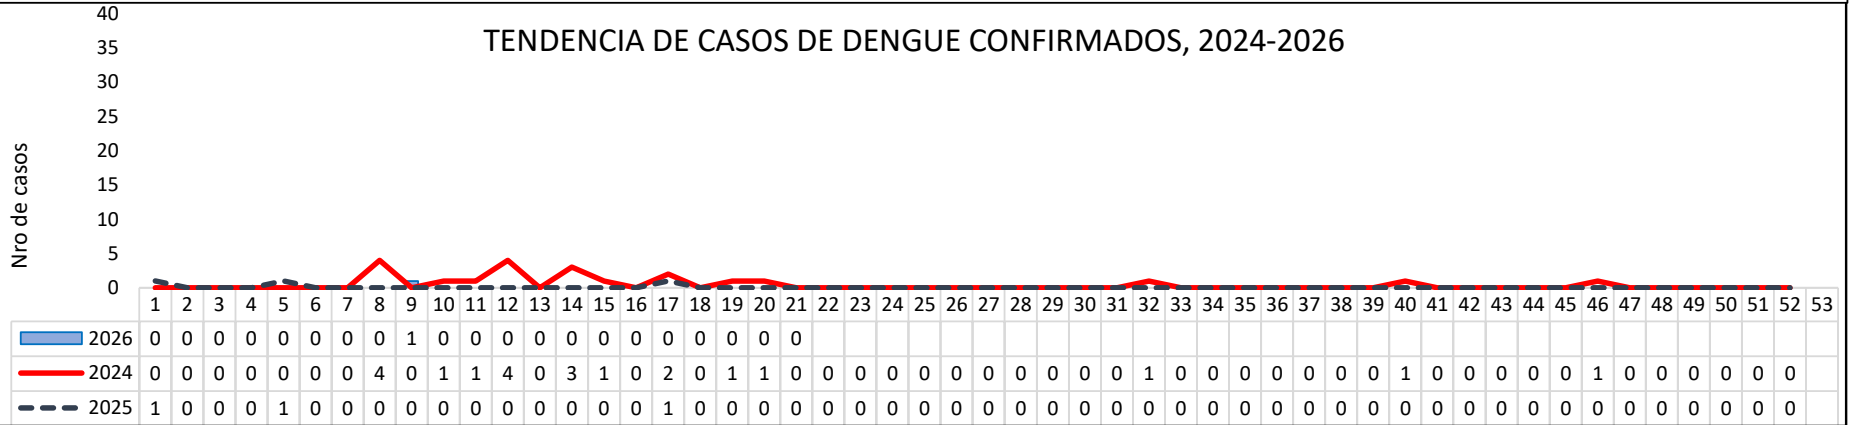 TENDENCIA DE CASOS DE DENGUE CONFIRMADOS, 2024-2026
Nro de casos
40
35
30
25
20
15
10
5
0
1 2 3 4 5 6 7 8 9 10 11 12 13 14 15 16 17 18 19 20 21 22 23 24 25 26 27 28 29 30 31 32 33 34 35 36 37 38 39 40 41 42 43 44 45 46 47 48 49 50 51 52 53
2026 0 0 0 0 0 0 0 0 1 0 0 0 0 0 0 0 0 0 0 0 0
2024 0 0 0 0 0 0 0 4 0 1 1 4 0 3 1 0 2 0 1 1 0 0 0 0 0 0 0 0 0 0 0 1 0 0 0 0 0 0 0 1 0 0 0 0 0 1 0 0 0 0 0 0
2025 1 0 0 0 1 0 0 0 0 0 0 0 0 0 0 0 1 0 0 0 0 0 0 0 0 0 0 0 0 0 0 0 0 0 0 0 0 0 0 0 0 0 0 0 0 0 0 0 0 0 0 0